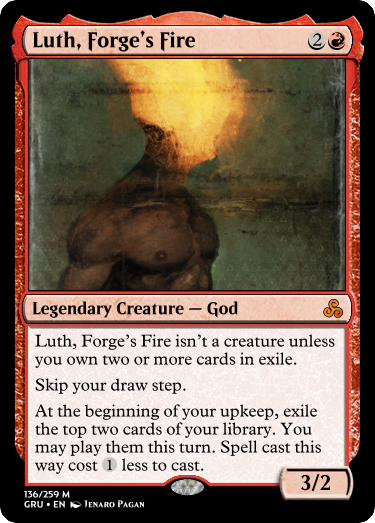 Luth, Forge's Fire 2
Legendary Creature — God
Luth, Forge's Fire isn't a creature unless
you own two or more cards in exile.
Skip your draw step.
At the beginning of your upkeep, exile
the top two cards of your library. You
may play them this turn. Spell cast this
way cost 1 less to cast.
3/2
136/259 M
GRU • EN Jenaro Pagan